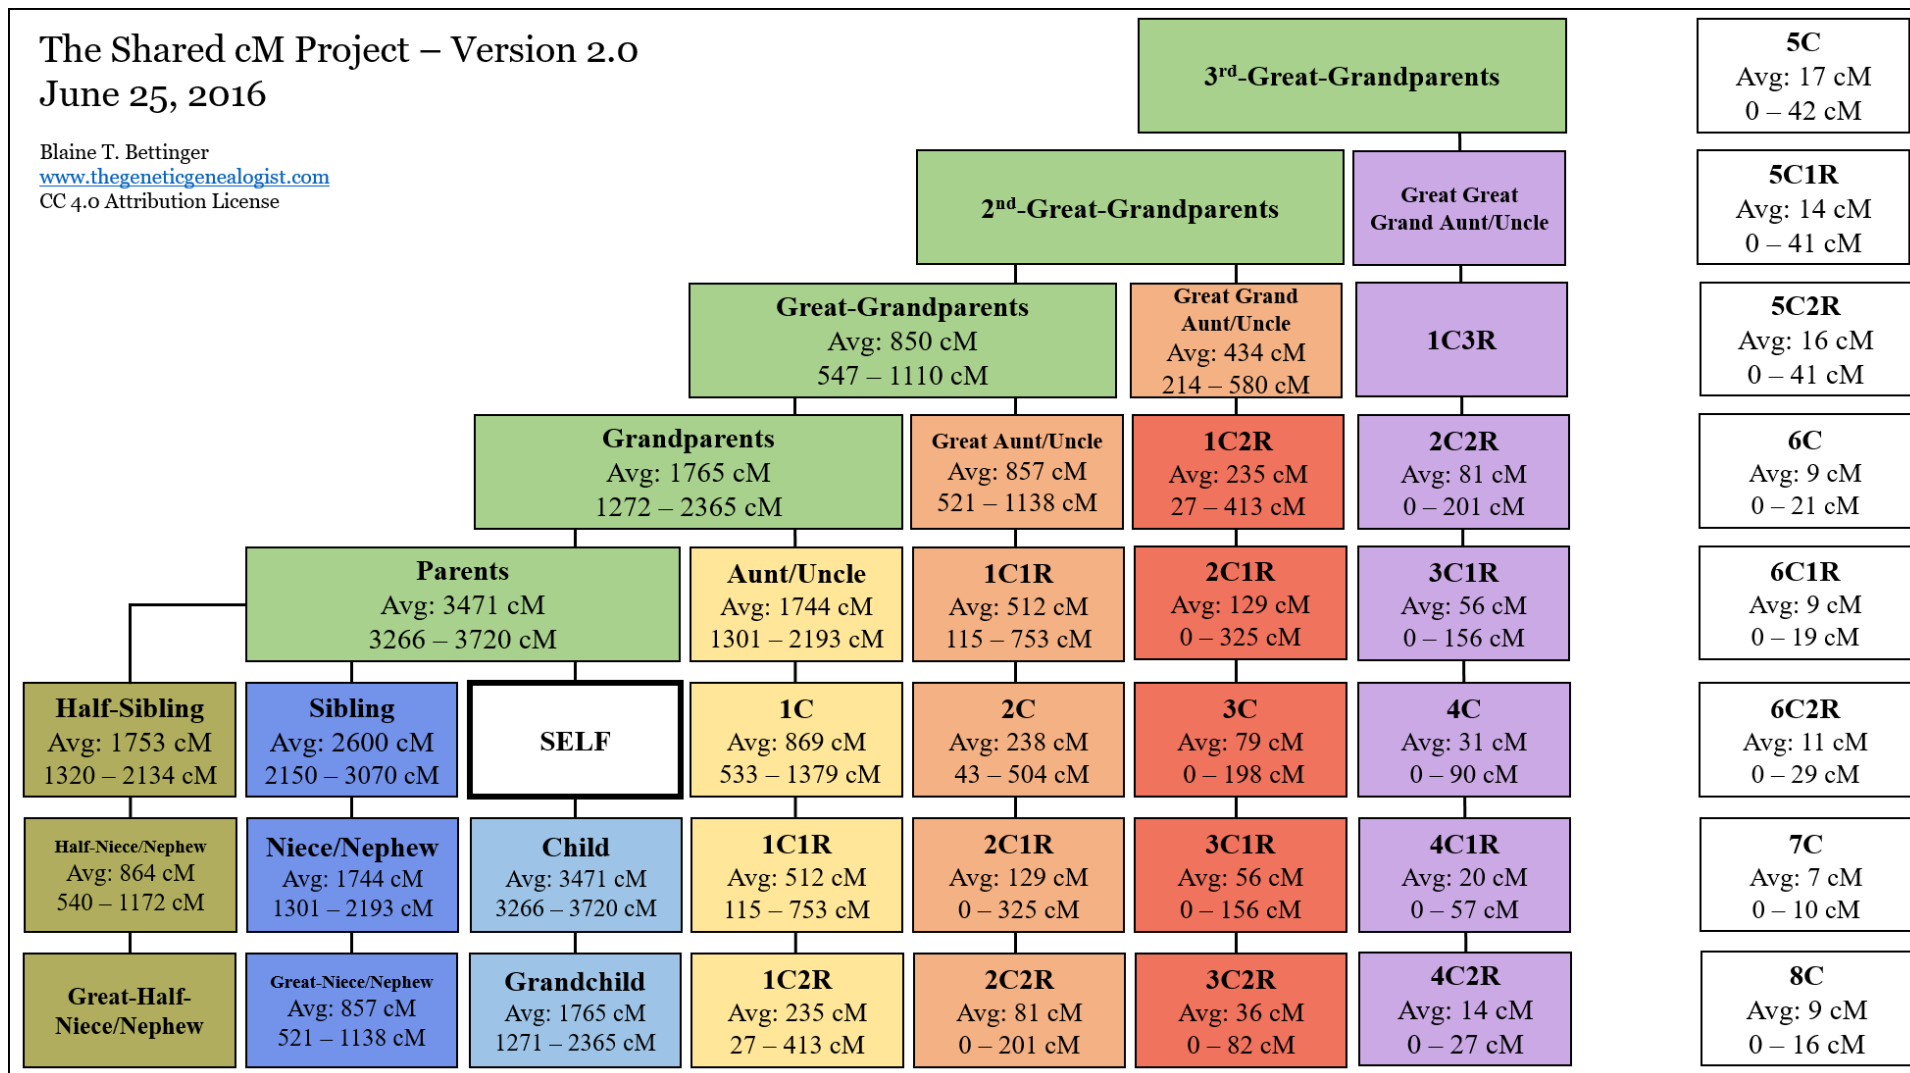 The Shared cM Project – Version 2.0
June 25, 2016
Blaine T. Bettinger
www.thegeneticgenealogist.com
CC 4.0 Attribution License
3rd-Great-Grandparents
5C
Avg: 17 cM
0 – 42 cM
2nd-Great-Grandparents
Great Great
Grand Aunt/Uncle
5C1R
Avg: 14 cM
0 – 41 cM
Great-Grandparents
Avg: 850 cM
547 – 1110 cM
Great Grand
Aunt/Uncle
Avg: 434 cM
214 – 580 cM
1C3R
5C2R
Avg: 16 cM
0 – 41 cM
Grandparents
Avg: 1765 cM
1272 – 2365 cM
Great Aunt/Uncle
Avg: 857 cM
521 – 1138 cM
1C2R
Avg: 235 cM
27 – 413 cM
2C2R
Avg: 81 cM
0 – 201 cM
6C
Avg: 9 cM
0 – 21 cM
Parents
Avg: 3471 cM
3266 – 3720 cM
Aunt/Uncle
Avg: 1744 cM
1301 – 2193 cM
1C1R
Avg: 512 cM
115 – 753 cM
2C1R
Avg: 129 cM
0 – 325 cM
3C1R
Avg: 56 cM
0 – 156 cM
6C1R
Avg: 9 cM
0 – 19 cM
Half-Sibling
Avg: 1753 cM
1320 – 2134 cM
Sibling
Avg: 2600 cM
2150 – 3070 cM
SELF
1C
Avg: 869 cM
533 – 1379 cM
2C
Avg: 238 cM
43 – 504 cM
3C
Avg: 79 cM
0 – 198 cM
4C
Avg: 31 cM
0 – 90 cM
6C2R
Avg: 11 cM
0 – 29 cM
Half-Niece/Nephew
Avg: 864 cM
540 – 1172 cM
Niece/Nephew
Avg: 1744 cM
1301 – 2193 cM
Child
Avg: 3471 cM
3266 – 3720 cM
1C1R
Avg: 512 cM
115 – 753 cM
2C1R
Avg: 129 cM
0 – 325 cM
3C1R
Avg: 56 cM
0 – 156 cM
4C1R
Avg: 20 cM
0 – 57 cM
7C
Avg: 7 cM
0 – 10 cM
Great-Half-
Niece/Nephew
Great-Niece/Nephew
Avg: 857 cM
521 – 1138 cM
Grandchild
Avg: 1765 cM
1271 – 2365 cM
1C2R
Avg: 235 cM
27 – 413 cM
2C2R
Avg: 81 cM
0 – 201 cM
3C2R
Avg: 36 cM
0 – 82 cM
4C2R
Avg: 14 cM
0 – 27 cM
8C
Avg: 9 cM
0 – 16 cM